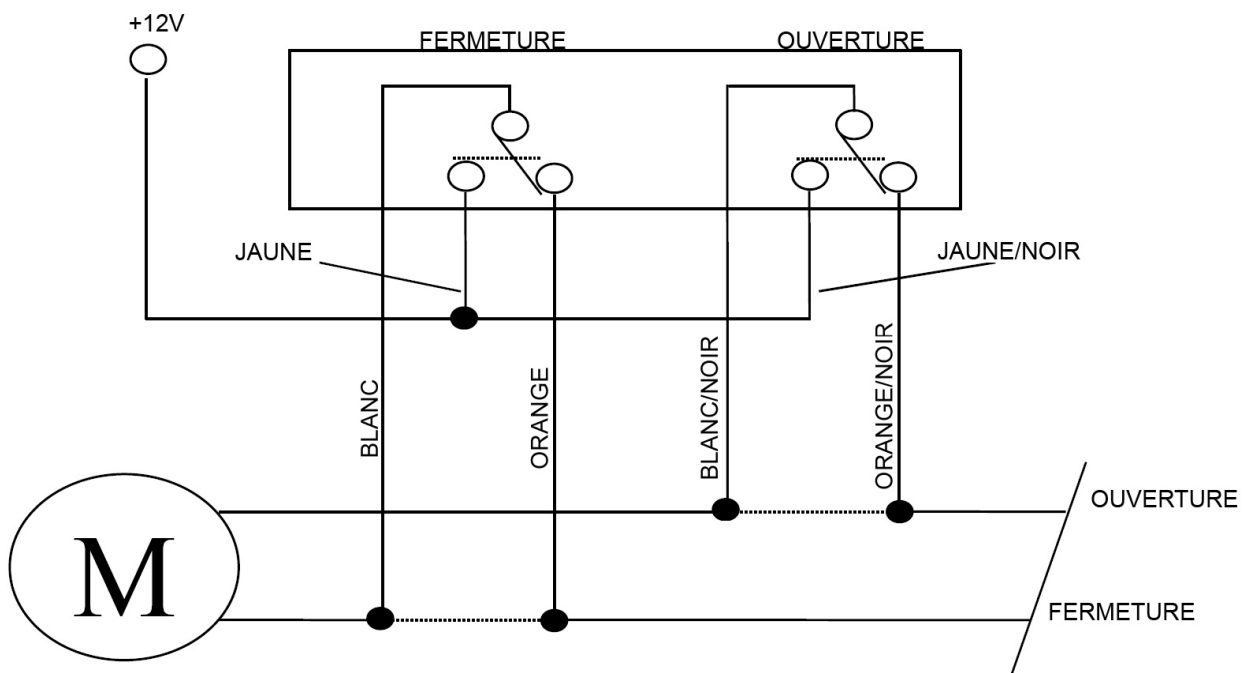 +12V
FERMETURE
OUVERTURE
JAUNE
JAUNE/NOIR
BLANC
ORANGE
BLANC/NOIR
ORANGE/NOIR
OUVERTURE
M
FERMETURE